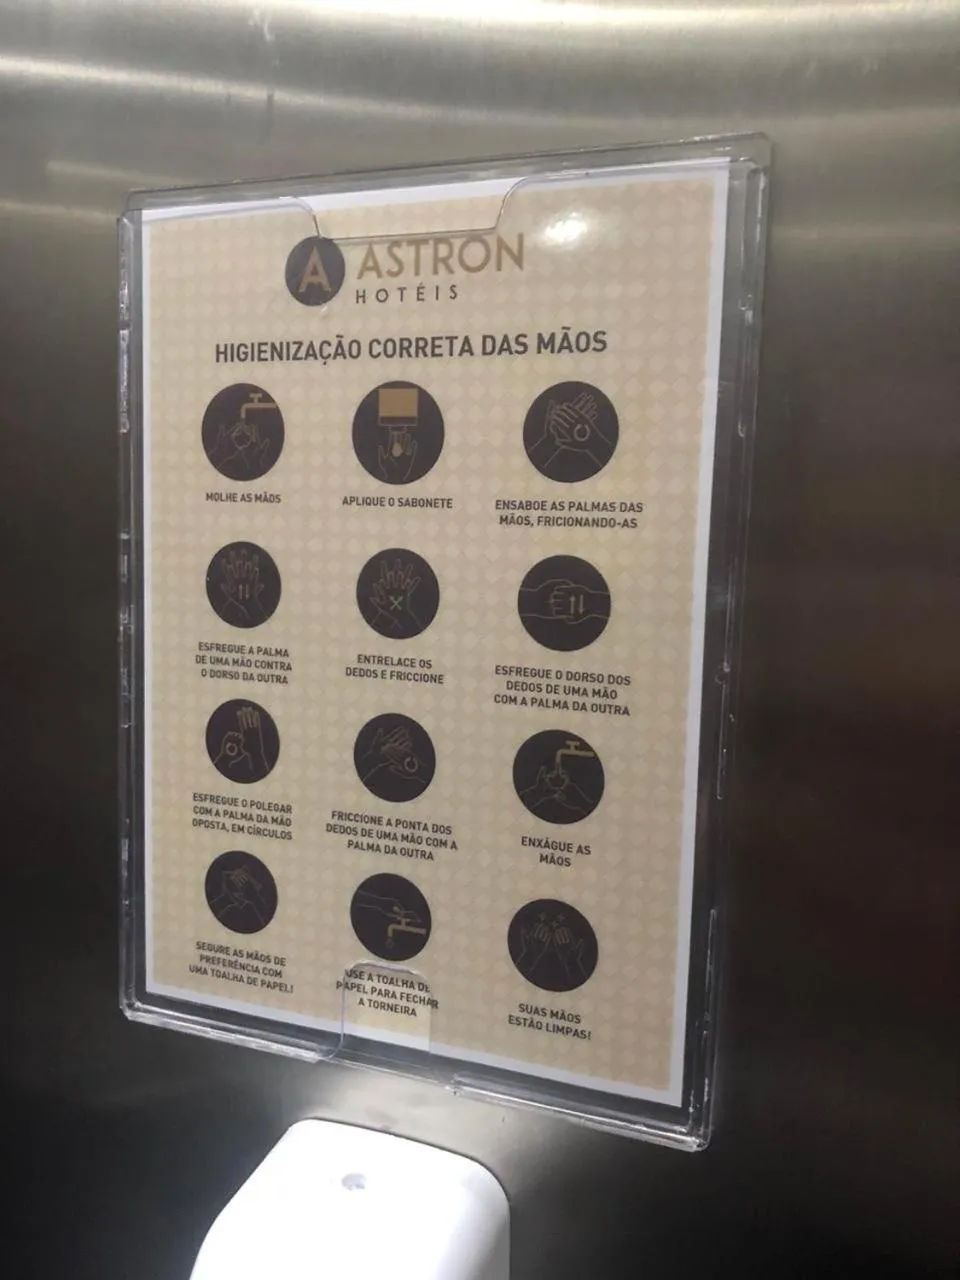 A ASTRON
HOTÉIS
HIGIENIZAÇÃO CORRETA DAS MÃOS
MOLHE AS MÃOS
APLIQUE O SABONETE
ENSABOE AS PALMAS DAS
MÃOS, FRICIONANDO-AS
ESFREGUE A PALMA
DE UMA MÃO CONTRA
O DORSO DA OUTRA
ENTRELACE OS
DEDOS E FRICCIONE
ESFREGUE O DORSO DOS
DEDOS DE UMA MÃO
COM A PALMA DA OUTRA
ESFREGUE O POLEGAR
COM A PALMA DA MÃO
OPOSTA, EM CÍRCULOS
FRICCIONE A PONTA DOS
DEDOS DE UMA MÃO COM A
PALMA DA OUTRA
ENXÁGUE AS
MÃOS
SEGURE AS MÃOS DE
PREFERÊNCIA COM
UMA TOALHA DE PAPEL!
USE A TOALHA DE
PAPEL PARA FECHAR
A TORNEIRA
SUAS MÃOS
ESTÃO LIMPAS!